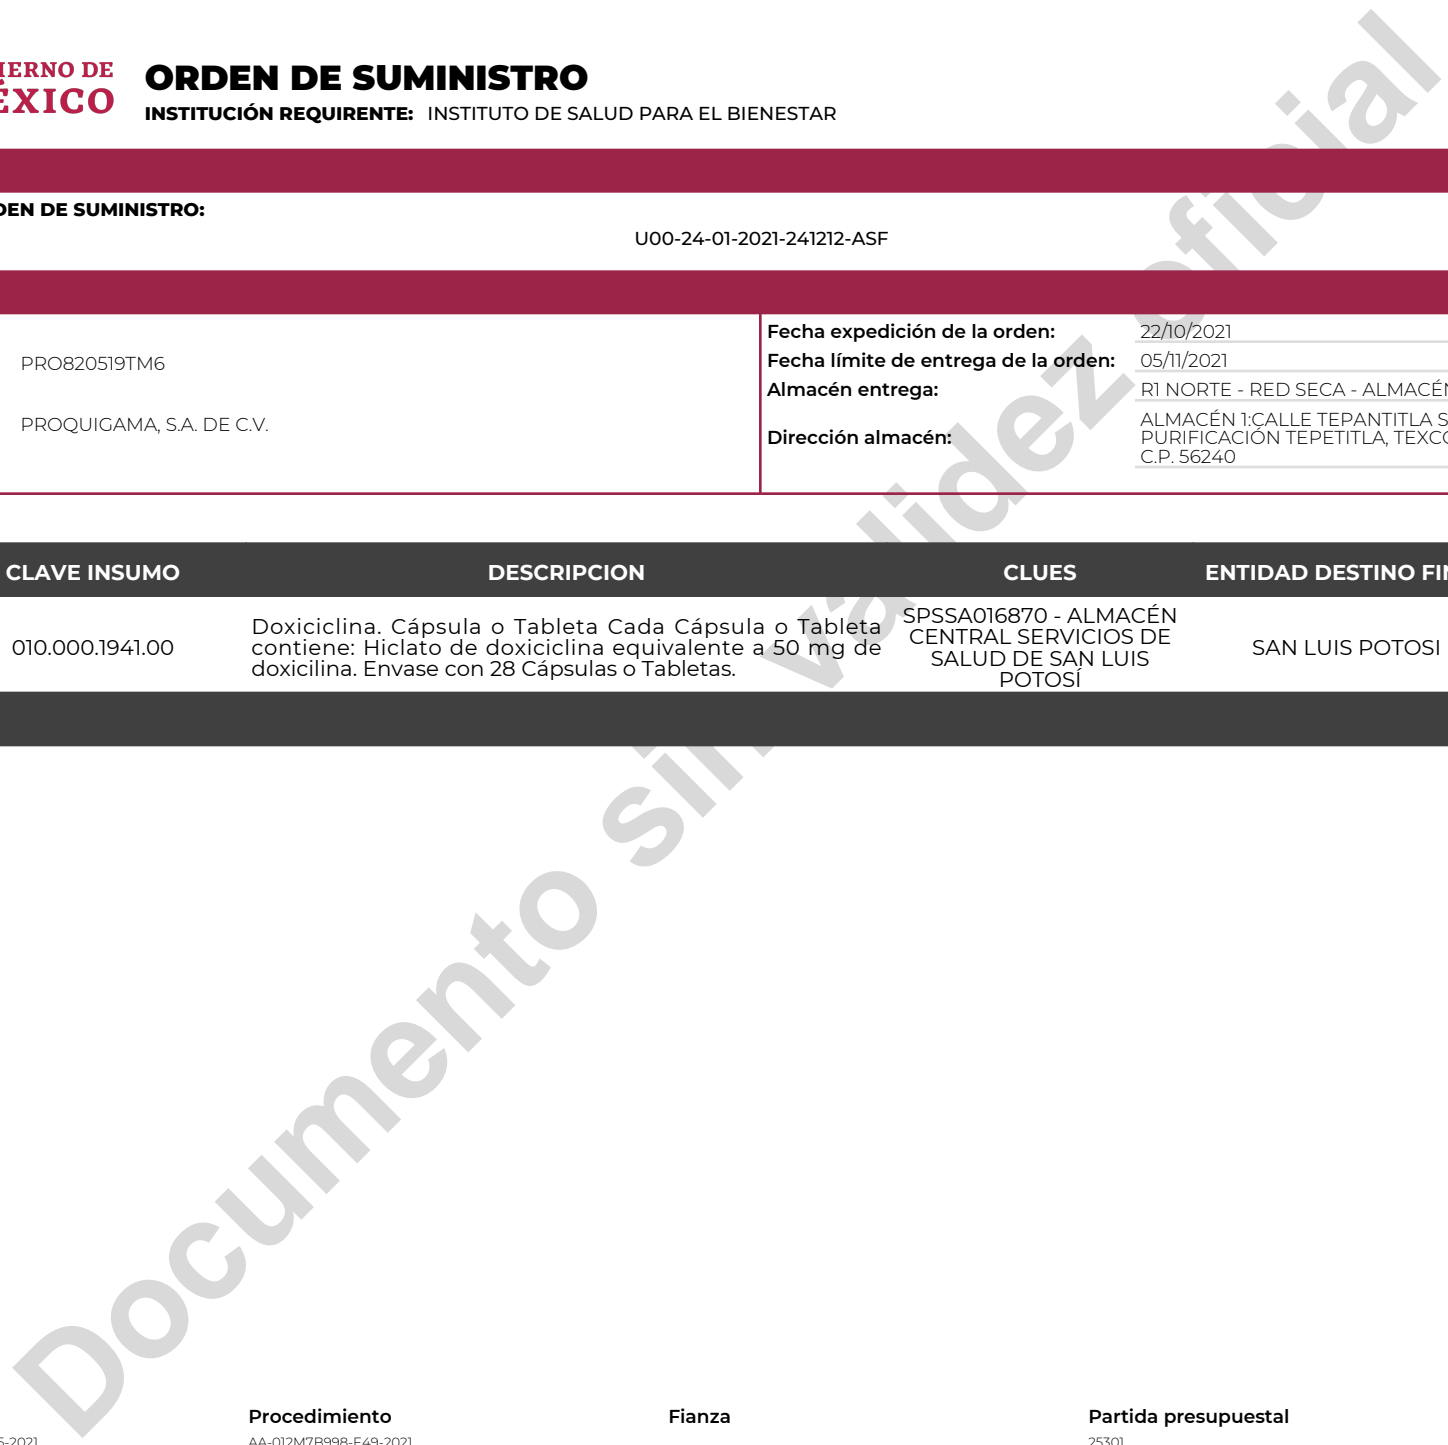 IERNO DE
ÉXICO
ORDEN DE SUMINISTRO
INSTITUCIÓN REQUIRENTE: INSTITUTO DE SALUD PARA EL BIENESTAR
DEN DE SUMINISTRO:
U00-24-01-2021-241212-ASF
PRO820519TM6
PROQUIGAMA, S.A. DE C.V.
Fecha expedición de la orden: 22/10/2021
Fecha límite de entrega de la orden: 05/11/2021
Almacén entrega: R1 NORTE - RED SECA - ALMACÉN
Dirección almacén: ALMACÉN 1:CALLE TEPANTITLA S
PURIFICACIÓN TEPETITLA, TEXCO
C.P. 56240
CLAVE INSUMO DESCRIPCION CLUES ENTIDAD DESTINO FIN
010.000.1941.00
Doxiciclina. Cápsula o Tableta Cada Cápsula o Tableta
contiene: Hiclato de doxiciclina equivalente a 50 mg de
doxicilina. Envase con 28 Cápsulas o Tabletas.
SPSSA016870 - ALMACÉN
CENTRAL SERVICIOS DE
SALUD DE SAN LUIS
POTOSÍ
SAN LUIS POTOSI
Documento sin validez oficial
Procedimiento Fianza Partida presupuestal
5-2021 AA-012M7B998-E49-2021 25301